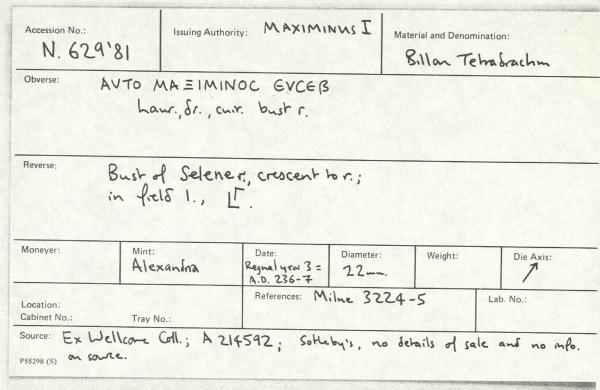 Accession No.: Issuing Authority: MAXIMINUS I Material and Denomination:
N. 629'81 Billon Tetradrachm
Obverse: ΑVΤΟ ΜΑΞΙΜΙΝΟC ЄVCЄΒ
Laur., dr., cuir. bust r.
Reverse: Bust of Selene r., crescent to r.;
in field l., LΓ.
Moneyer: Mint: Date: Diameter: Weight: Die Axis:
Alexandria Regnal year 3 = 22mm. ↗
A.D. 236-7
Location: References: Milne 3224-5 Lab. No.:
Cabinet No.: Tray No.:
Source: Ex Wellcome Coll.; A 214592; Sotheby's, no details of sale and no info.
P55298 (S) on source.